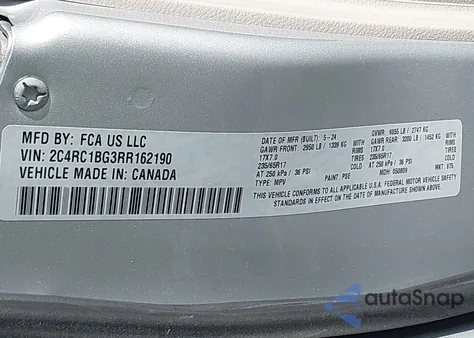 MFD BY: FCA US LLC
VIN: 2C4RC1BG3RR162190
VEHICLE MADE IN: CANADA
DATE OF MFR (BUILT): 5-24 GVWR: 6055 LB / 2747 KG
GAWR FRONT: 2950 LB / 1338 KG WITH GAWR REAR: 3200 LB / 1452 KG WITH
17X7.0 RIMS 17X7.0 RIMS
235/65R17 TIRES 235/65R17 TIRES
AT 250 kPa / 36 PSI COLD AT 250 kPa / 36 PSI COLD
TYPE: MPV PAINT: PSE MDH: 050809
THIS VEHICLE CONFORMS TO ALL APPLICABLE U.S.A. FEDERAL MOTOR VEHICLE SAFETY
STANDARDS IN EFFECT ON THE DATE OF MANUFACTURE SHOWN ABOVE.
autoSnap